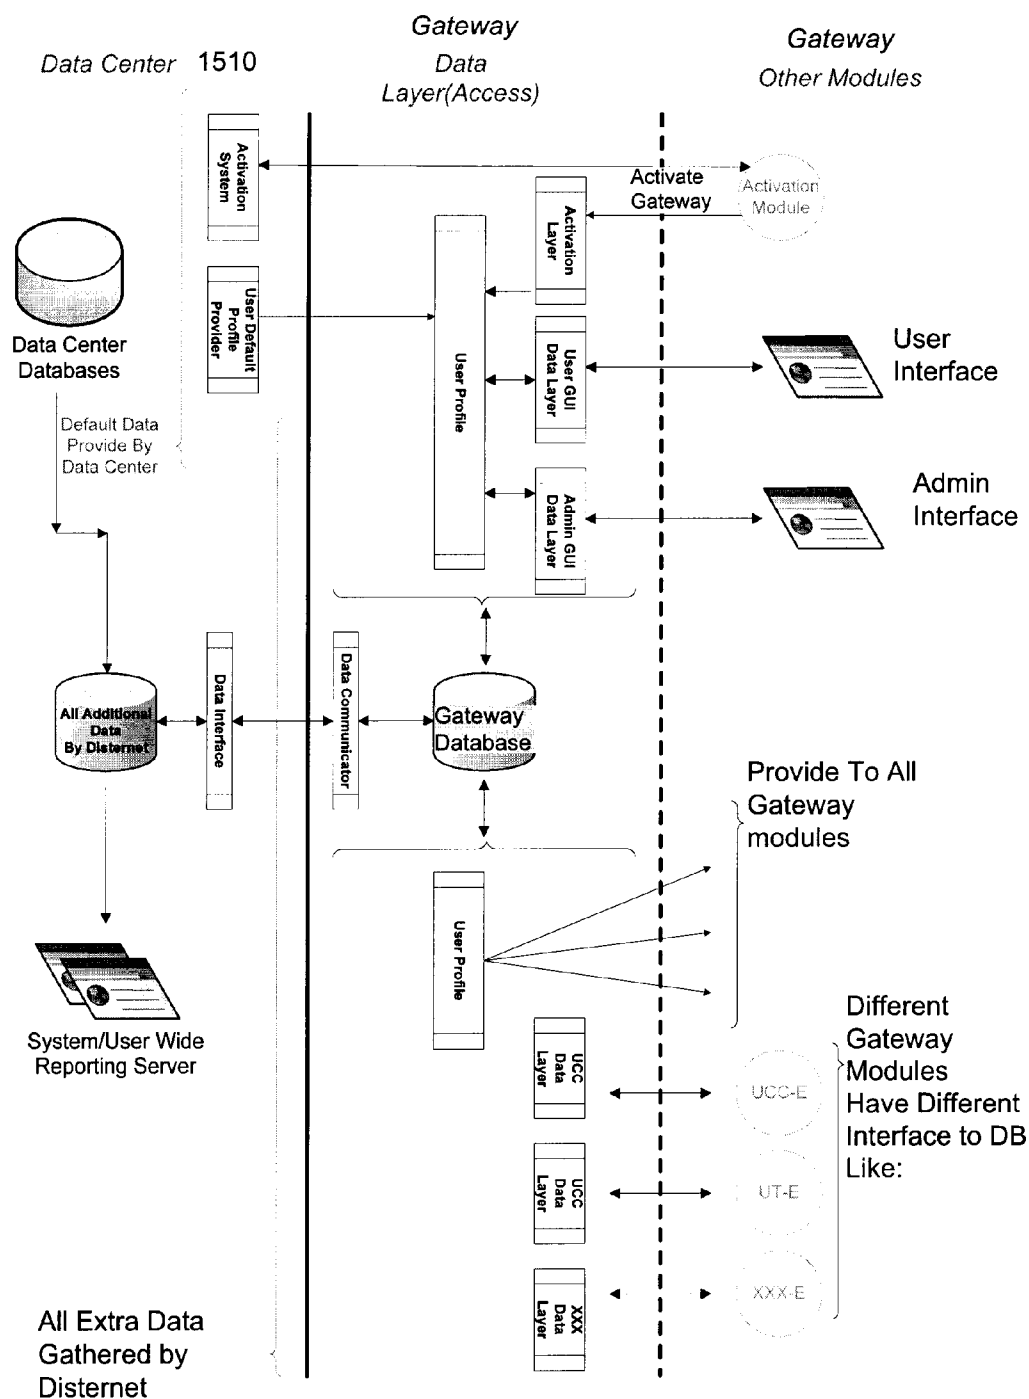 Gateway
Data
Layer(Access)
Gateway
Other Modules
Data Center 1510
Activation
System
Activate
Gateway
Activation
Module
Activation
Layer
Data Center
Databases
User Default
Profile
Provider
User Profile
User GUI
Data Layer
User
Interface
Default Data
Provide By
Data Center
Admin GUI
Data Layer
Admin
Interface
All Additional
Data
By Disternet
Data Interface
Data Communicator
Gateway
Database
Provide To All
Gateway
modules
User Profile
System/User Wide
Reporting Server
Different
Gateway
Modules
Have Different
Interface to DB
Like:
UCC
Data
Layer
UCC-E
UCC
Data
Layer
UT-E
XXX
Data
Layer
XXX-E
All Extra Data
Gathered by
Disternet